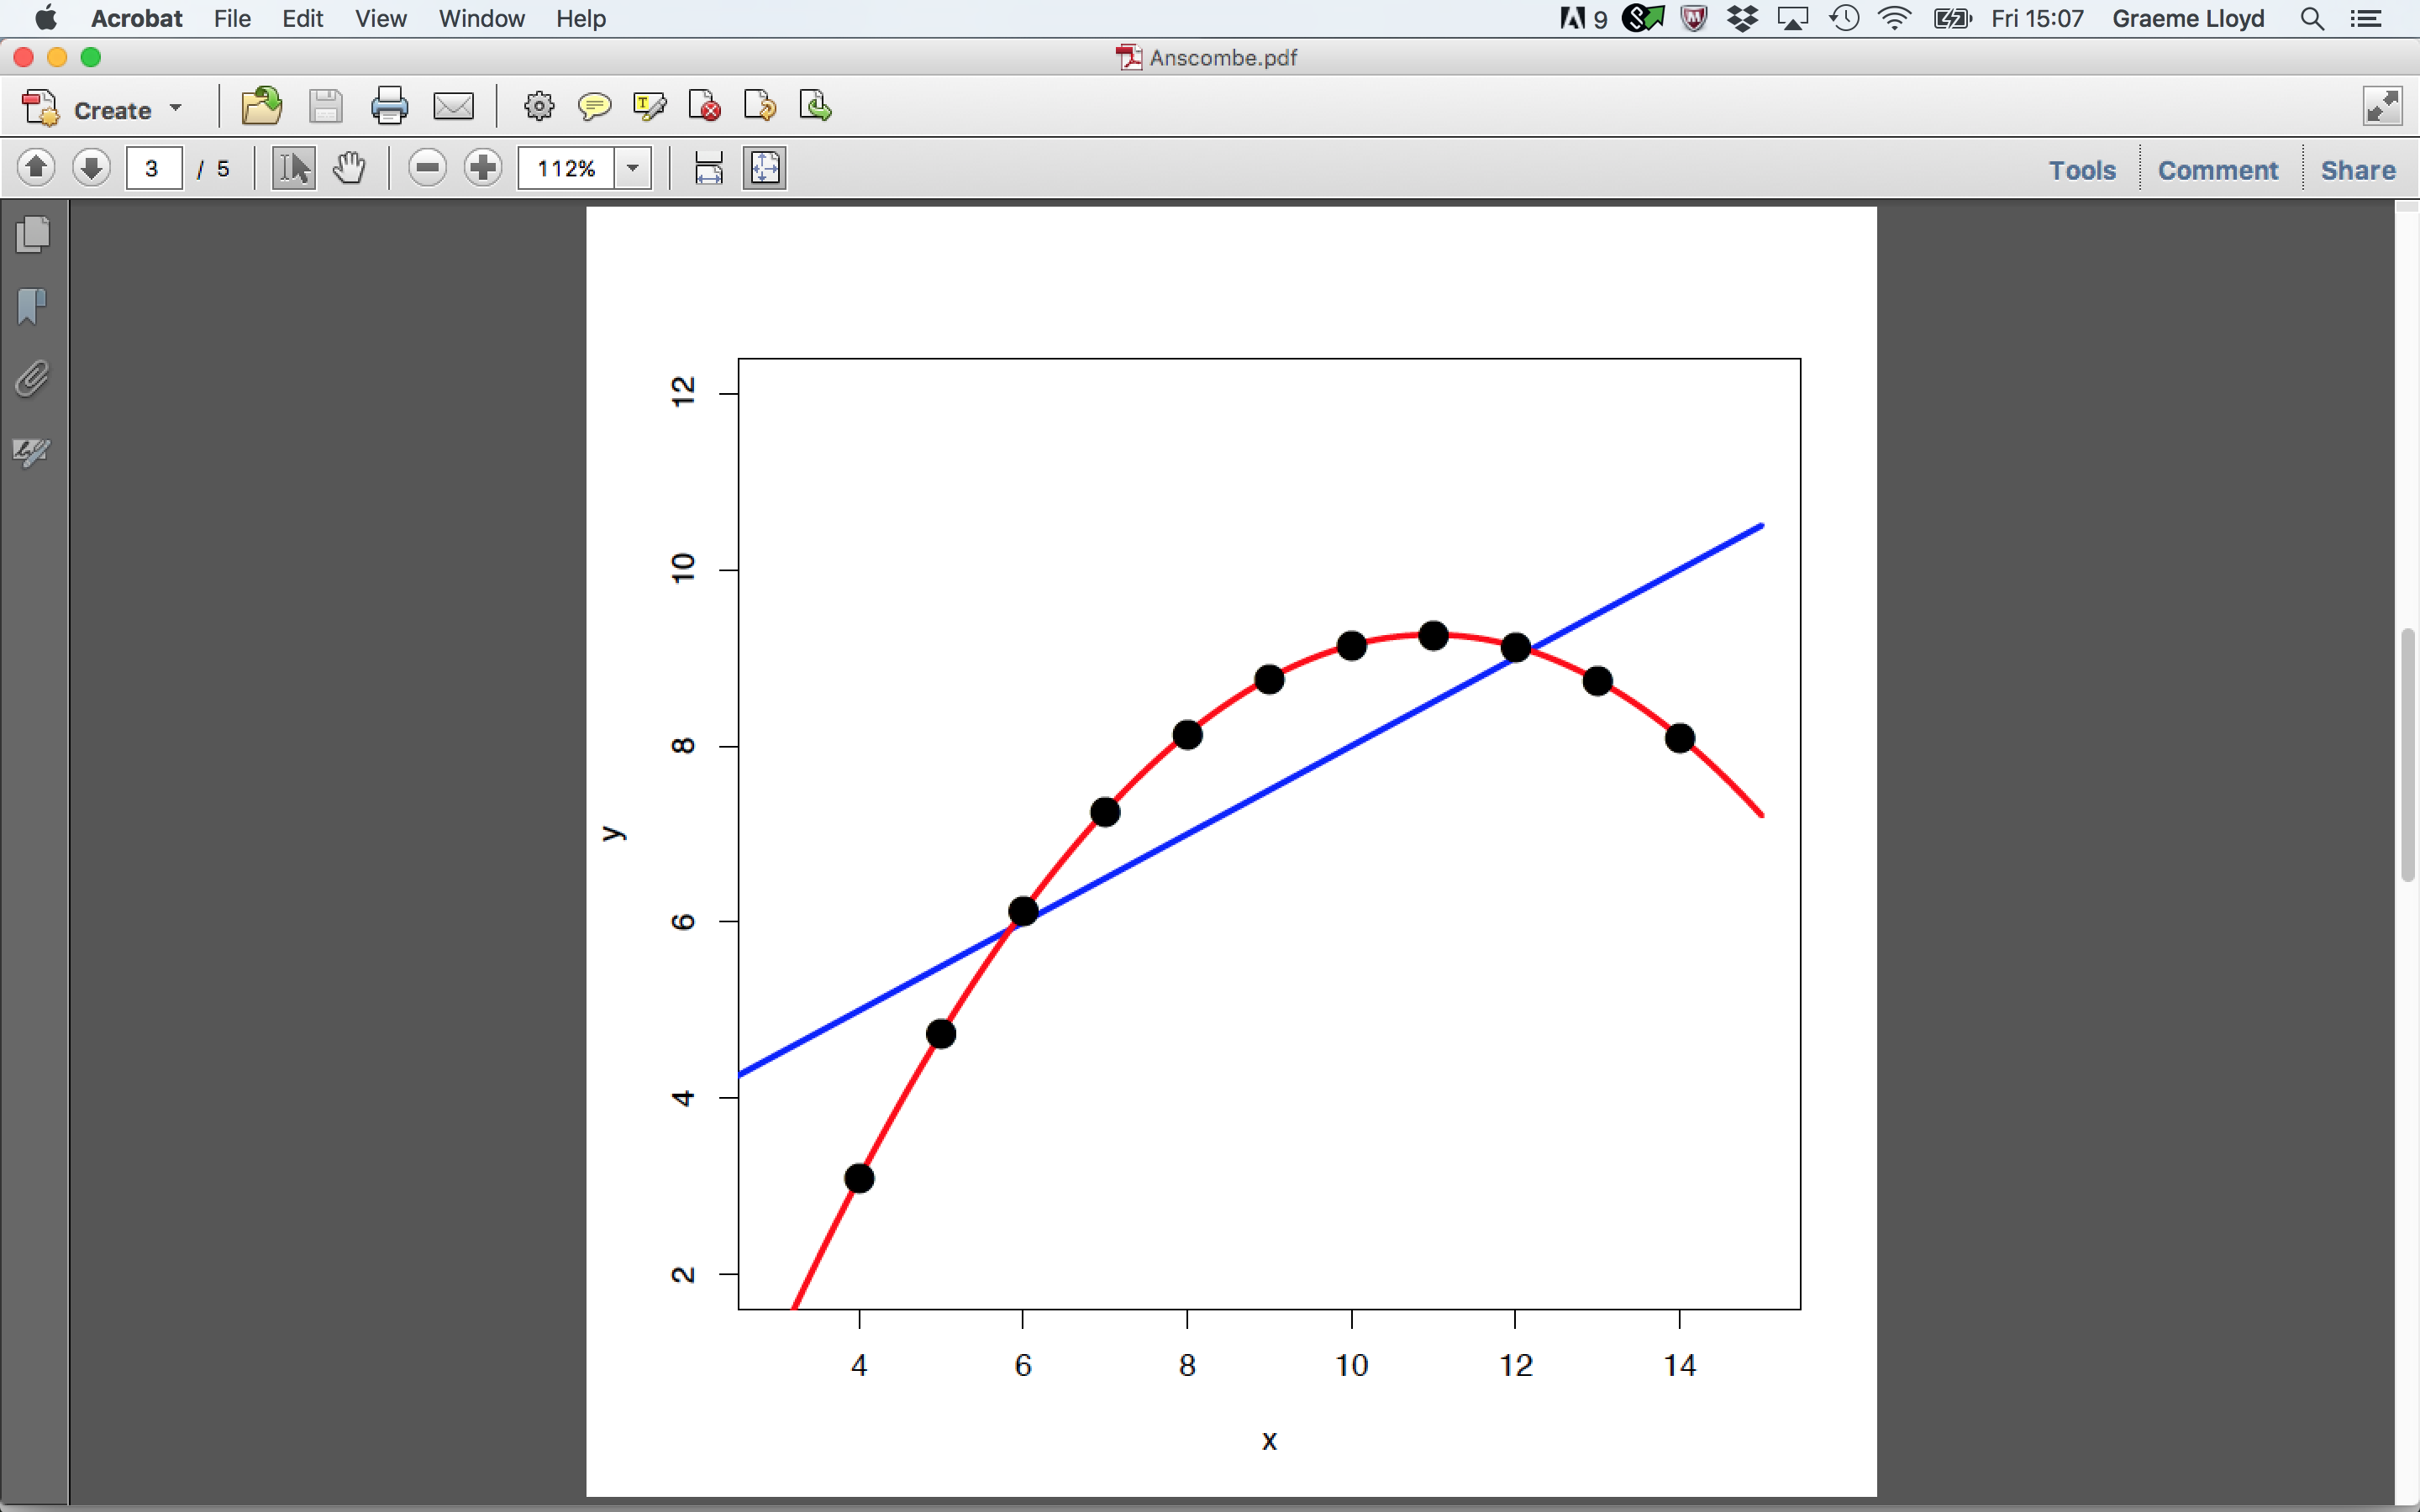 Acrobat File Edit View Window Help 9 Fri 15:07 Graeme Lloyd
Anscombe.pdf
Create
3 / 5 112% Tools Comment Share
12
10
8
6
4
2
y
4 6 8 10 12 14
x